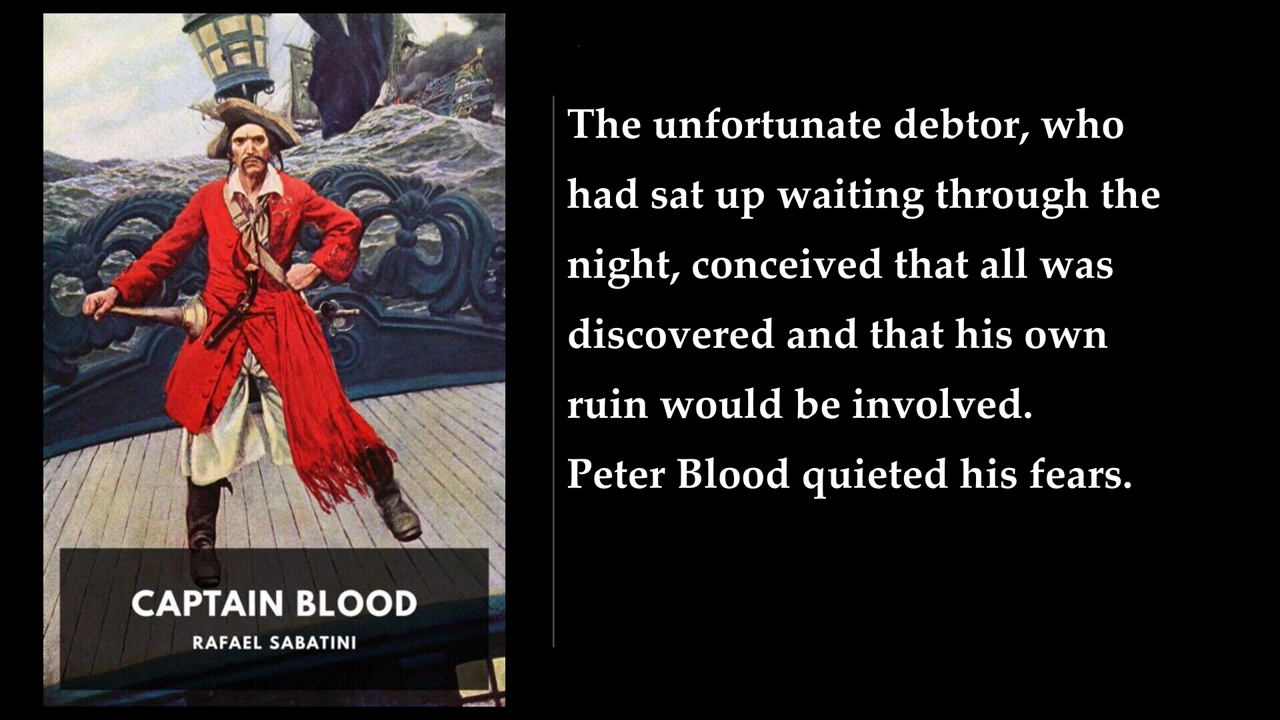 CAPTAIN BLOOD
RAFAEL SABATINI
The unfortunate debtor, who
had sat up waiting through the
night, conceived that all was
discovered and that his own
ruin would be involved.
Peter Blood quieted his fears.